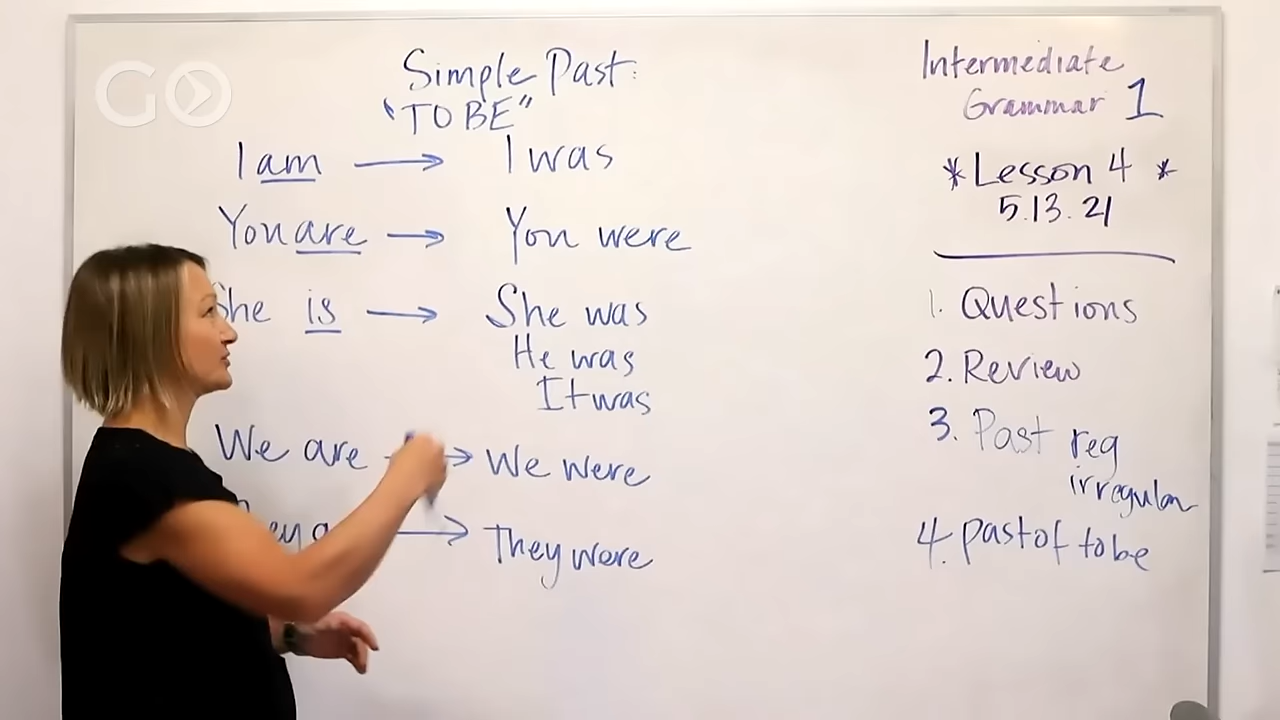 GO
Simple Past:
"TO BE"
I am → I was
You are → You were
She is → She was
He was
It was
We are → We were
→ They were
Intermediate
Grammar 1
* Lesson 4 *
5.13.21
1. Questions
2. Review
3. Past reg
irregular
4. past of to be